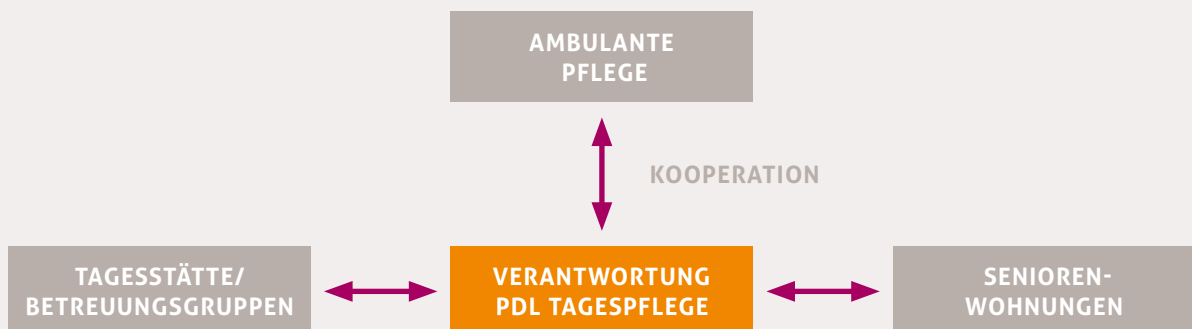 AMBULANTE
PFLEGE
KOOPERATION
TAGESSTÄTTE/
BETREUUNGSGRUPPEN
VERANTWORTUNG
PDL TAGESPFLEGE
SENIOREN-
WOHNUNGEN